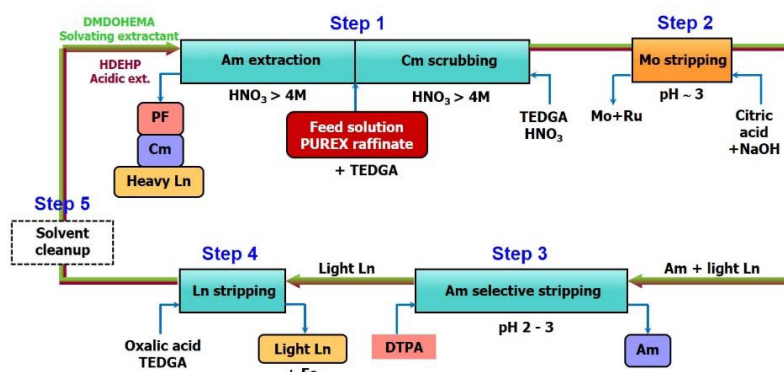 Step 1
Step 2
DMDOHEMA
Solvating extractant
HDEHP
Acidic ext.
Am extraction
Cm scrubbing
Mo stripping
HNO3 > 4M
HNO3 > 4M
pH ~ 3
PF
Cm
Heavy Ln
Feed solution
PUREX raffinate
+ TEDGA
TEDGA
HNO3
Mo+Ru
Citric
acid
+NaOH
Step 5
Solvent
cleanup
Step 4
Step 3
Light Ln
Am + light Ln
Ln stripping
Am selective stripping
pH 2 - 3
Oxalic acid
TEDGA
Light Ln
DTPA
Am